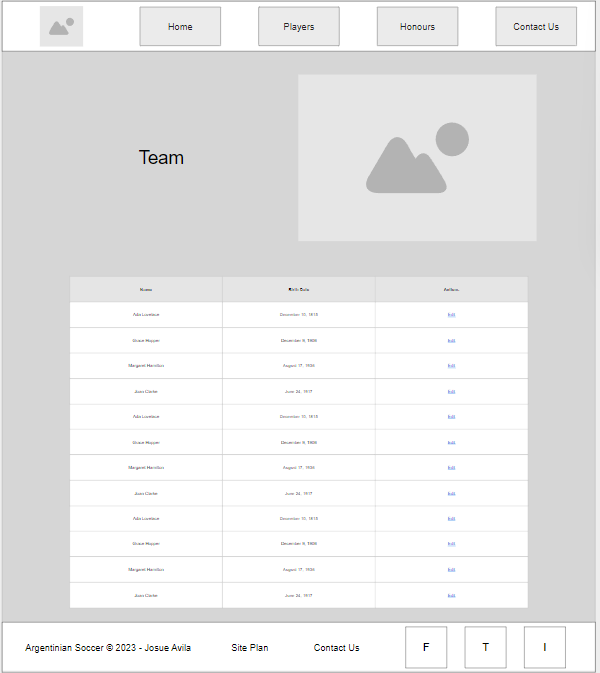 Home Players Honours Contact Us
Team
Name Birth Date Action
Ada Lovelace December 10, 1815 Edit
Grace Hopper December 9, 1906 Edit
Margaret Hamilton August 17, 1936 Edit
Joan Clarke June 24, 1917 Edit
Ada Lovelace December 10, 1815 Edit
Grace Hopper December 9, 1906 Edit
Margaret Hamilton August 17, 1936 Edit
Joan Clarke June 24, 1917 Edit
Ada Lovelace December 10, 1815 Edit
Grace Hopper December 9, 1906 Edit
Margaret Hamilton August 17, 1936 Edit
Joan Clarke June 24, 1917 Edit
Argentinian Soccer © 2023 - Josue Avila Site Plan Contact Us F T I